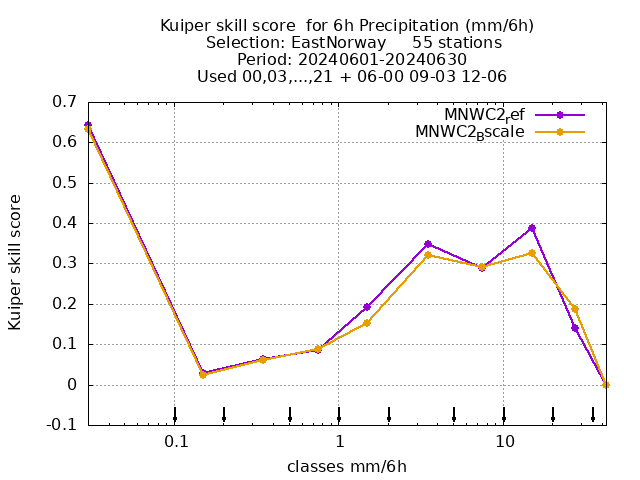 Kuiper skill score  for 6h Precipitation (mm/6h)
Selection: EastNorway     55 stations
Period: 20240601-20240630
Used 00,03,...,21 + 06-00 09-03 12-06
MNWC2ref
MNWC2Bscale
0.7
0.6
0.5
0.4
0.3
0.2
0.1
0
-0.1
Kuiper skill score
0.1 1 10
classes mm/6h